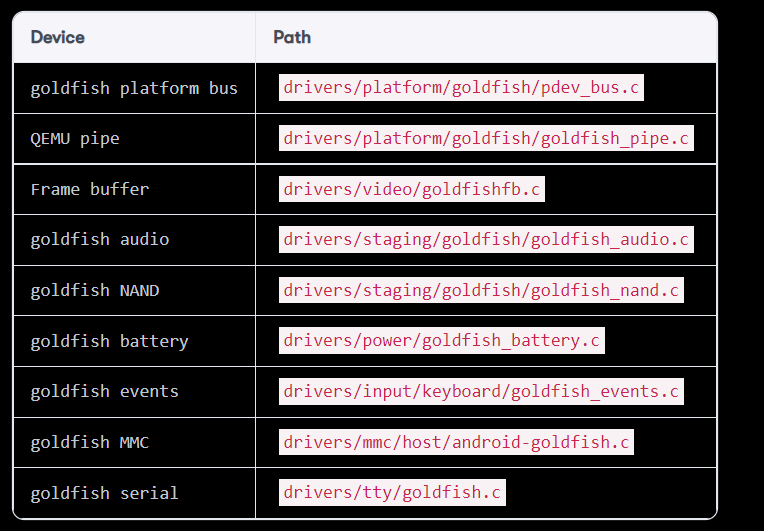 Device Path
goldfish platform bus drivers/platform/goldfish/pdev_bus.c
QEMU pipe drivers/platform/goldfish/goldfish_pipe.c
Frame buffer drivers/video/goldfishfb.c
goldfish audio drivers/staging/goldfish/goldfish_audio.c
goldfish NAND drivers/staging/goldfish/goldfish_nand.c
goldfish battery drivers/power/goldfish_battery.c
goldfish events drivers/input/keyboard/goldfish_events.c
goldfish MMC drivers/mmc/host/android-goldfish.c
goldfish serial drivers/tty/goldfish.c